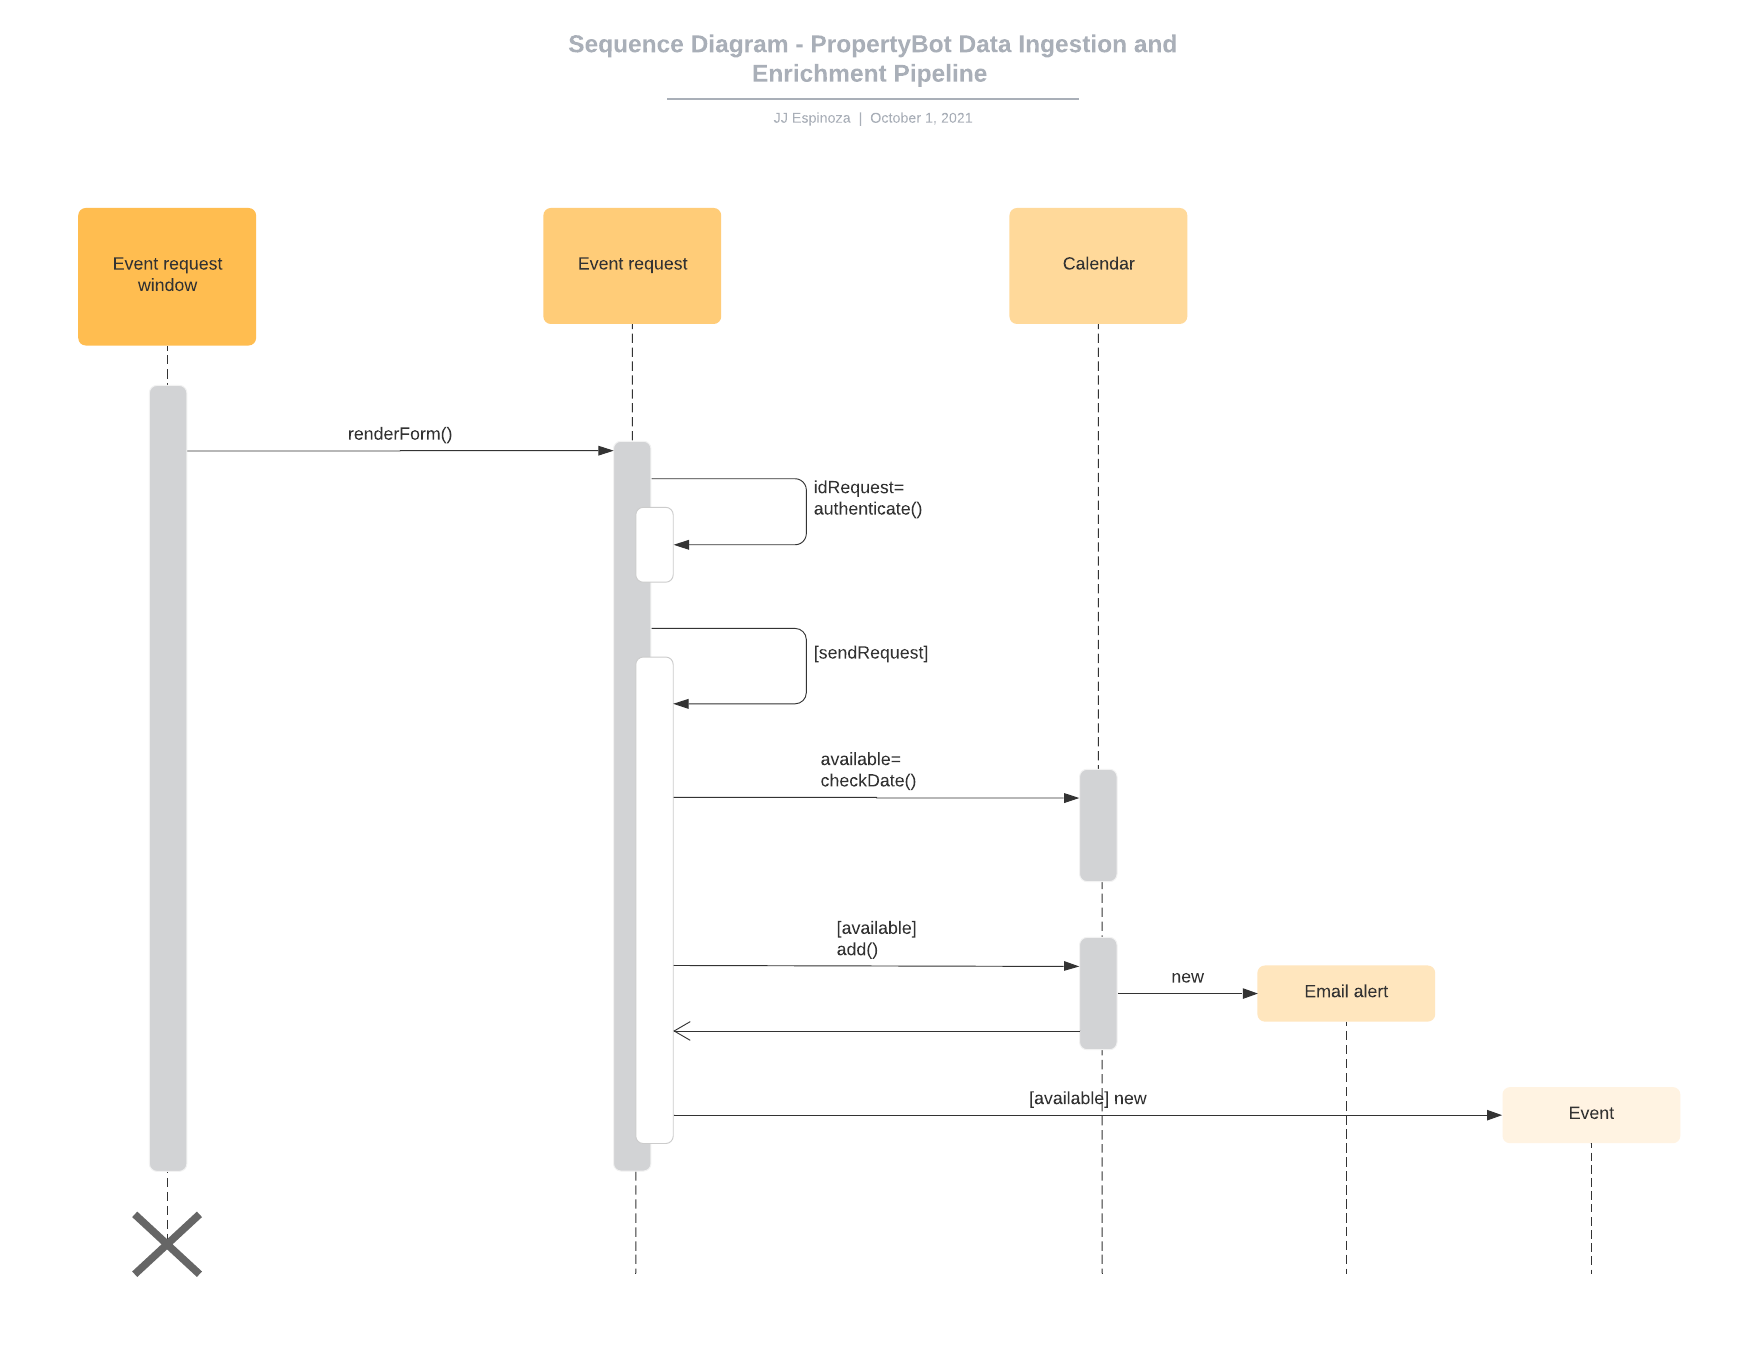 Sequence Diagram - PropertyBot Data Ingestion and
Enrichment Pipeline
JJ Espinoza | October 1, 2021
Event request
window
Event request
Calendar
renderForm()
idRequest=
authenticate()
[sendRequest]
available=
checkDate()
[available]
add()
new
Email alert
[available] new
Event